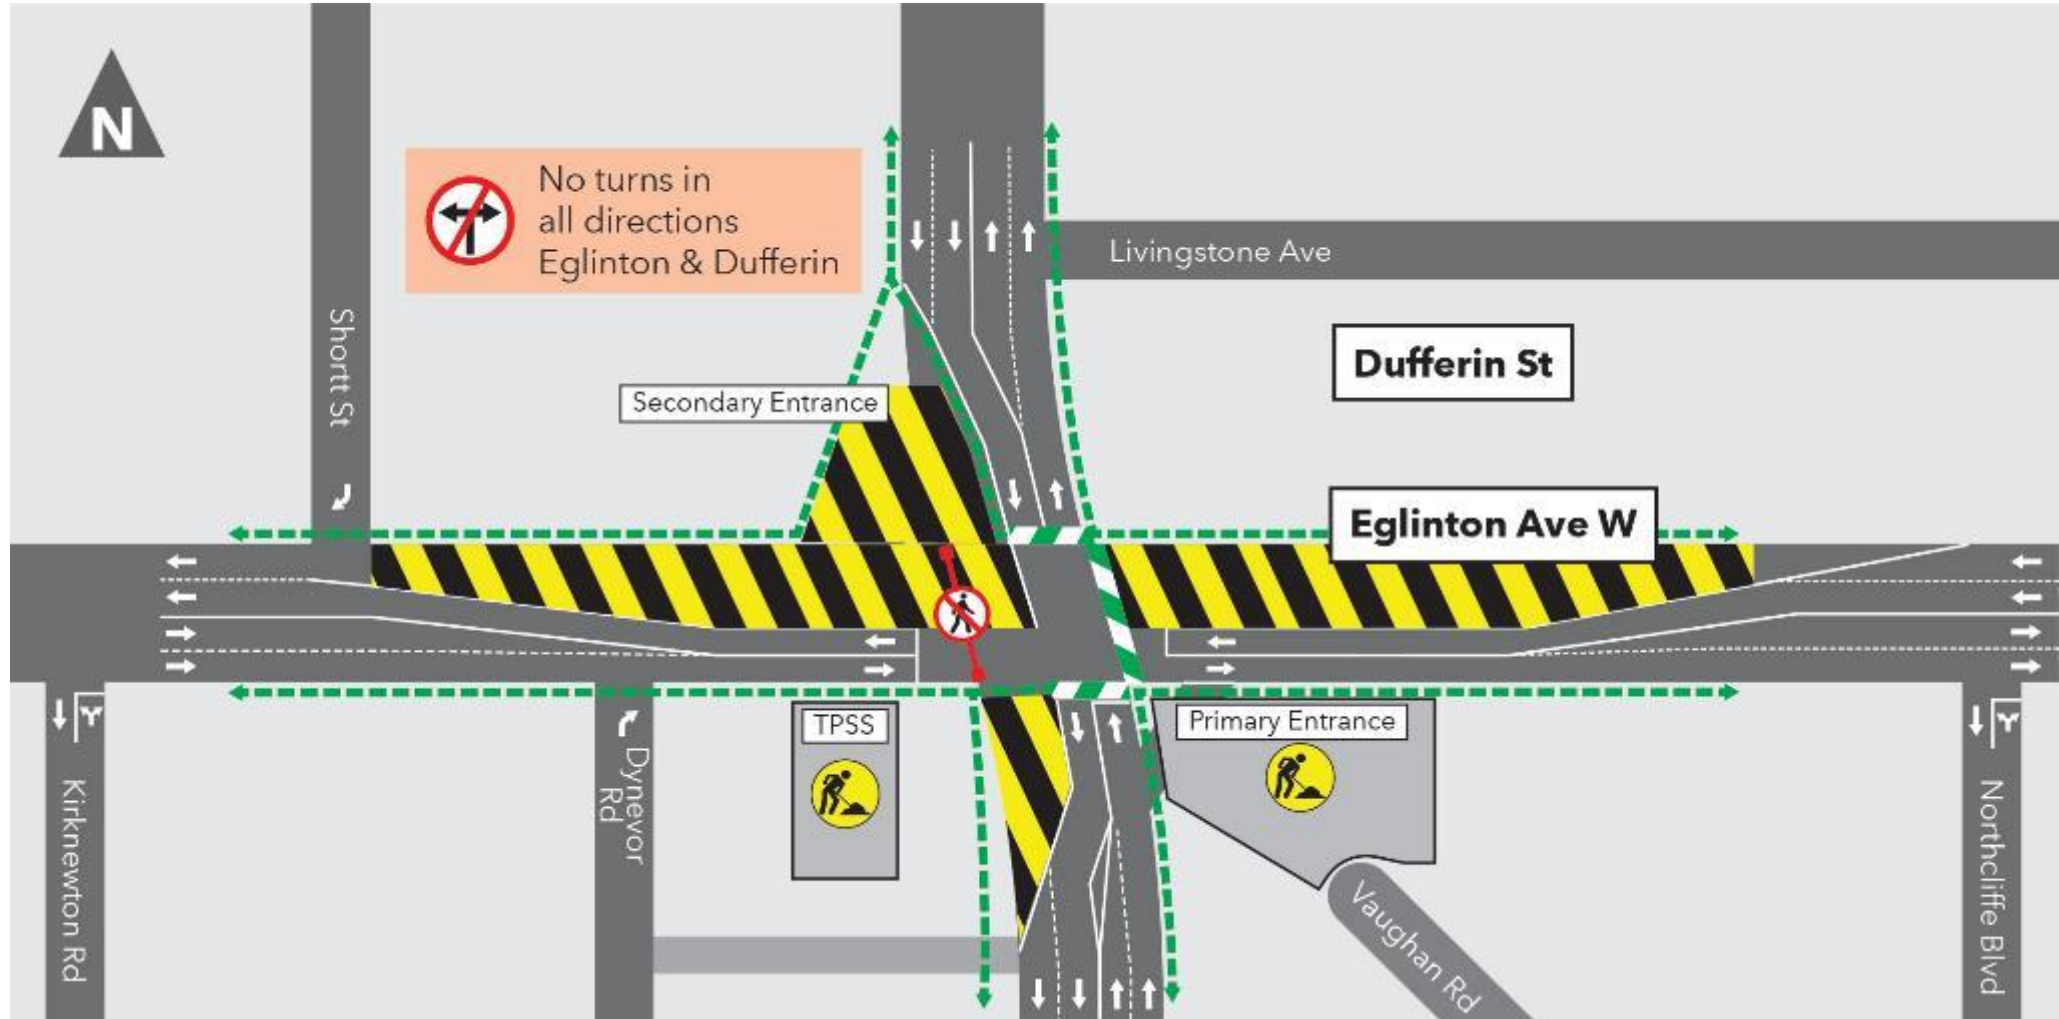 N
No turns in
all directions
Eglinton & Dufferin
Livingstone Ave
Shortt St
Dufferin St
Secondary Entrance
Eglinton Ave W
TPSS
Primary Entrance
Kirknewton Rd
Dynevor
Rd
Vaughan Rd
Northcliffe Blvd